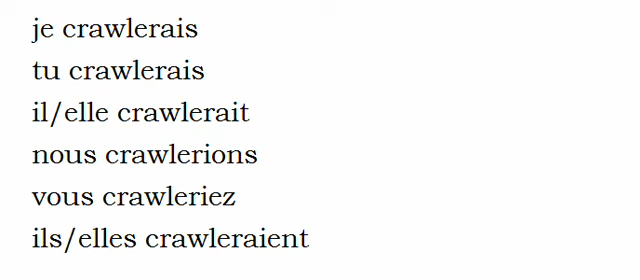 je crawlerais
tu crawlerais
il/elle crawlerait
nous crawlerions
vous crawleriez
ils/elles crawleraient